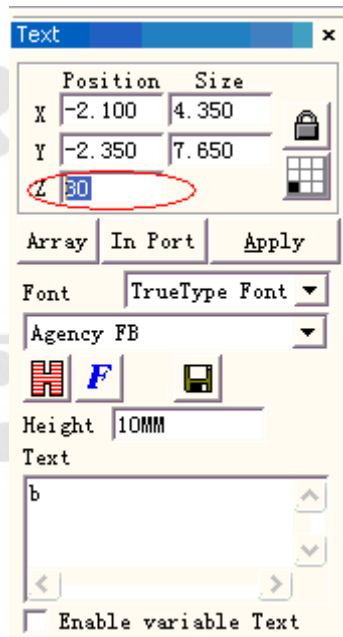 Text
Position Size
X -2.100 4.350
Y -2.350 7.650
Z 30
Array In Port Apply
Font TrueType Font
Agency FB
H F
Height 10MM
Text
b
Enable variable Text